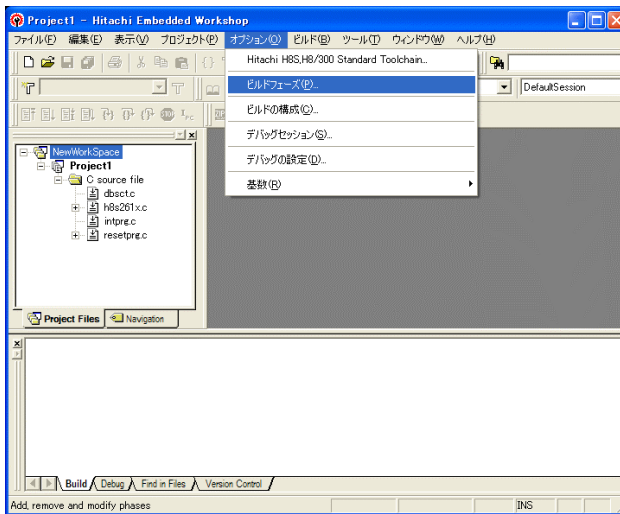 Project1 - Hitachi Embedded Workshop
ファイル(F) 編集(E) 表示(V) プロジェクト(P) オプション(O) ビルド(B) ツール(T) ウィンドウ(W) ヘルプ(H)
Hitachi H8S,H8/300 Standard Toolchain...
ビルドフェーズ(P)...
DefaultSession
ビルドの構成(C)...
デバッグセッション(S)...
デバッグの設定(D)...
基数(R)
NewWorkSpace
Project1
C source file
dbsct.c
h8s261x.c
intprg.c
resetprg.c
Project Files Navigation
Build Debug Find in Files Version Control
Add, remove and modify phases INS